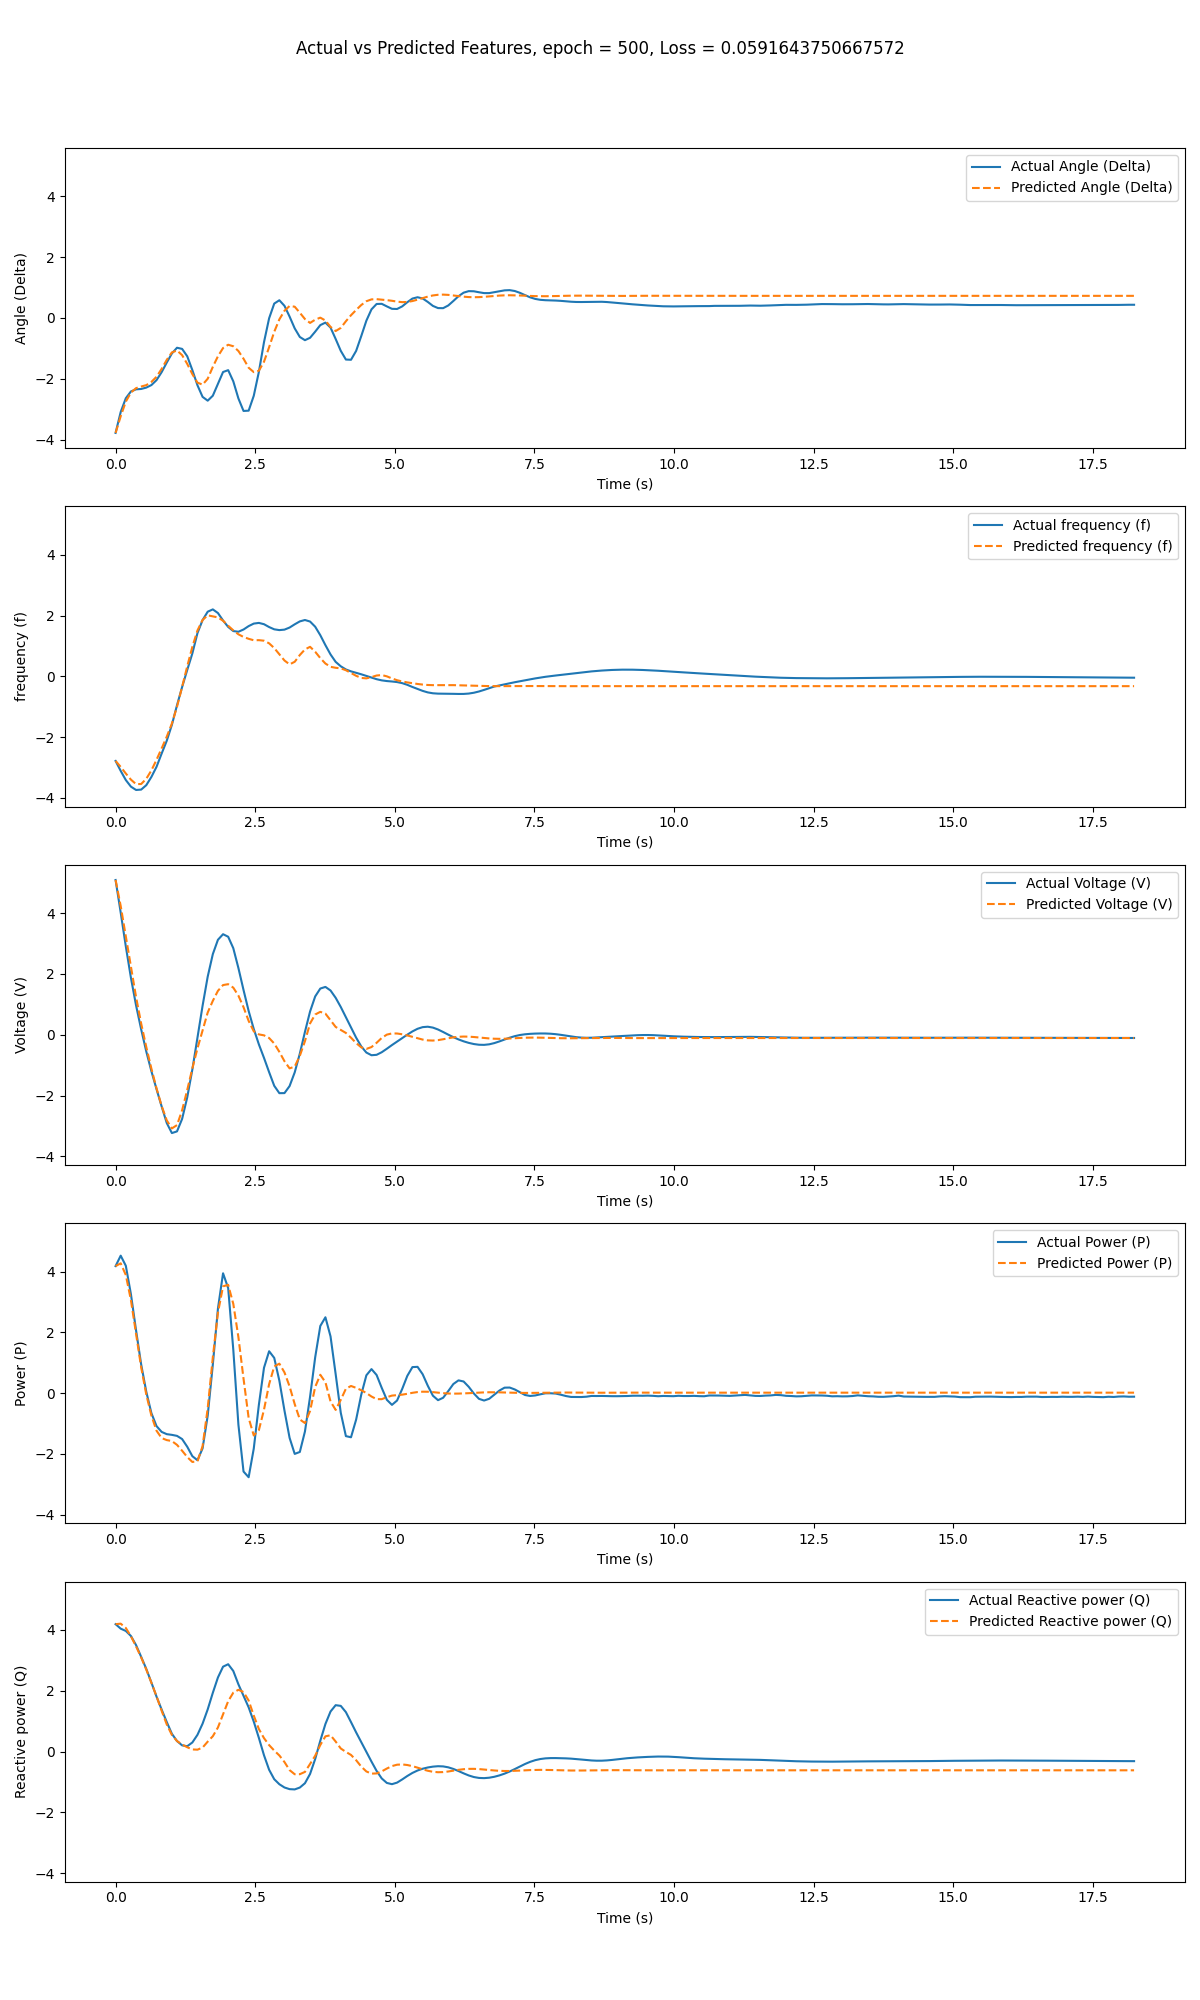 Actual vs Predicted Features, epoch = 500, Loss = 0.0591643750667572
Actual Angle (Delta)
Predicted Angle (Delta)
Angle (Delta)
4
2
0
−2
−4
0.0 2.5 5.0 7.5 10.0 12.5 15.0 17.5
Time (s)
Actual frequency (f)
Predicted frequency (f)
frequency (f)
4
2
0
−2
−4
0.0 2.5 5.0 7.5 10.0 12.5 15.0 17.5
Time (s)
Actual Voltage (V)
Predicted Voltage (V)
Voltage (V)
4
2
0
−2
−4
0.0 2.5 5.0 7.5 10.0 12.5 15.0 17.5
Time (s)
Actual Power (P)
Predicted Power (P)
Power (P)
4
2
0
−2
−4
0.0 2.5 5.0 7.5 10.0 12.5 15.0 17.5
Time (s)
Actual Reactive power (Q)
Predicted Reactive power (Q)
Reactive power (Q)
4
2
0
−2
−4
0.0 2.5 5.0 7.5 10.0 12.5 15.0 17.5
Time (s)